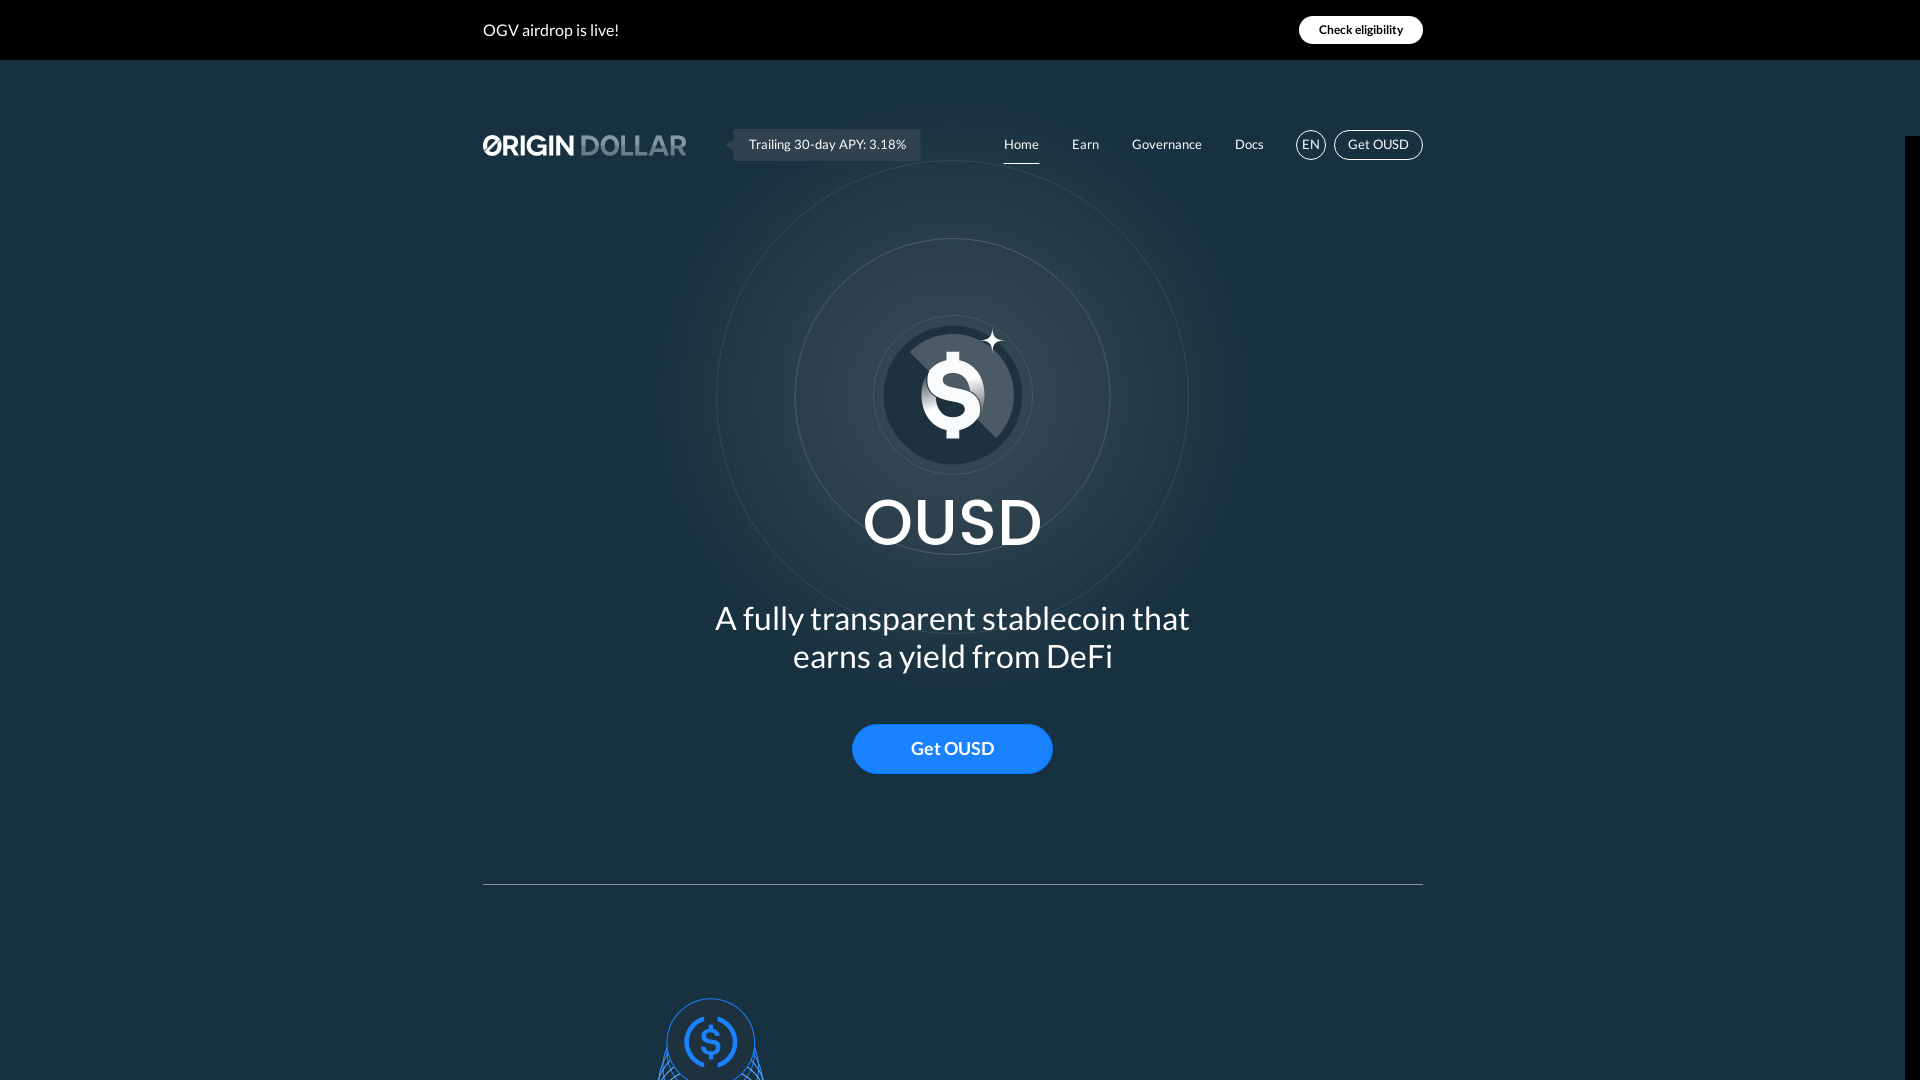 OGV airdrop is live!
Check eligibility
ORIGIN DOLLAR
Trailing 30-day APY: 3.18%
Home
Earn
Governance
Docs
EN
Get OUSD
OUSD
A fully transparent stablecoin that
earns a yield from DeFi
Get OUSD